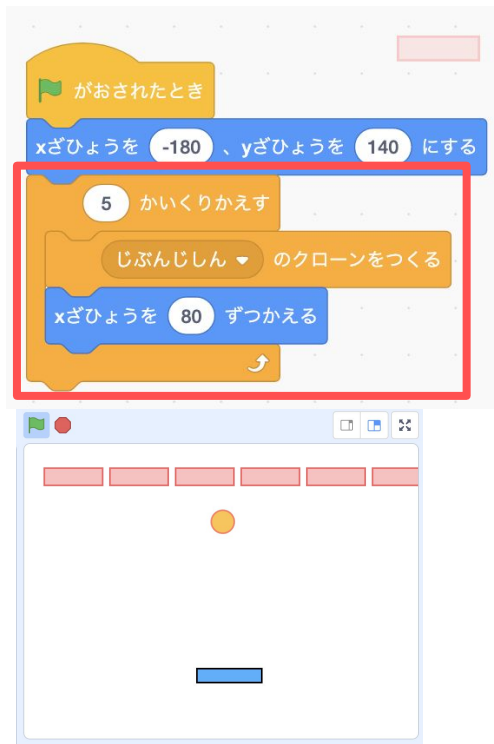 がおされたとき
xざひょうを -180 、yざひょうを 140 にする
5 かいくりかえす
じぶんじしん のクローンをつくる
xざひょうを 80 ずつかえる